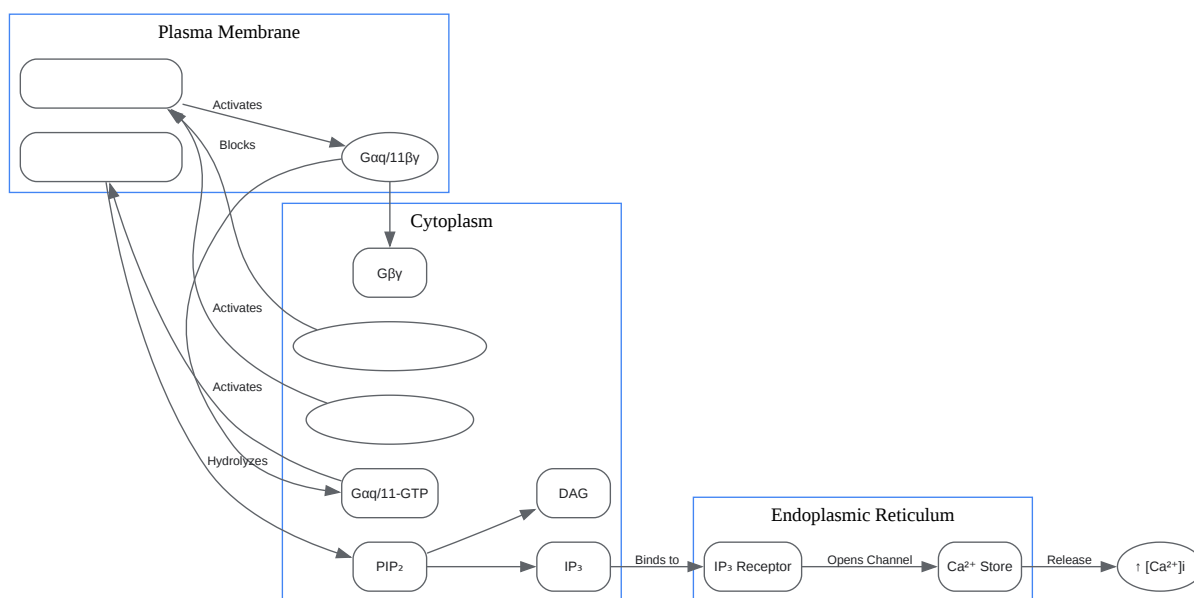 Plasma Membrane
Activates
Blocks
Gαq/11βγ
Cytoplasm
Gβγ
Activates
Activates
Hydrolyzes
Gαq/11-GTP
DAG
Endoplasmic Reticulum
PIP₂
IP₃
Binds to
IP₃ Receptor
Opens Channel
Ca²⁺ Store
Release
↑ [Ca²⁺]i